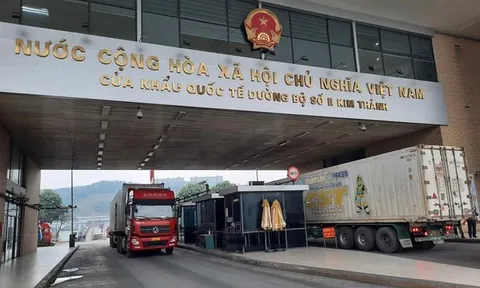 NƯỚC CỘNG HÒA XÃ HỘI CHỦ NGHĨA VIỆT NAM
CỬA KHẨU QUỐC TẾ ĐƯỜNG BỘ SỐ II KIM THÀNH